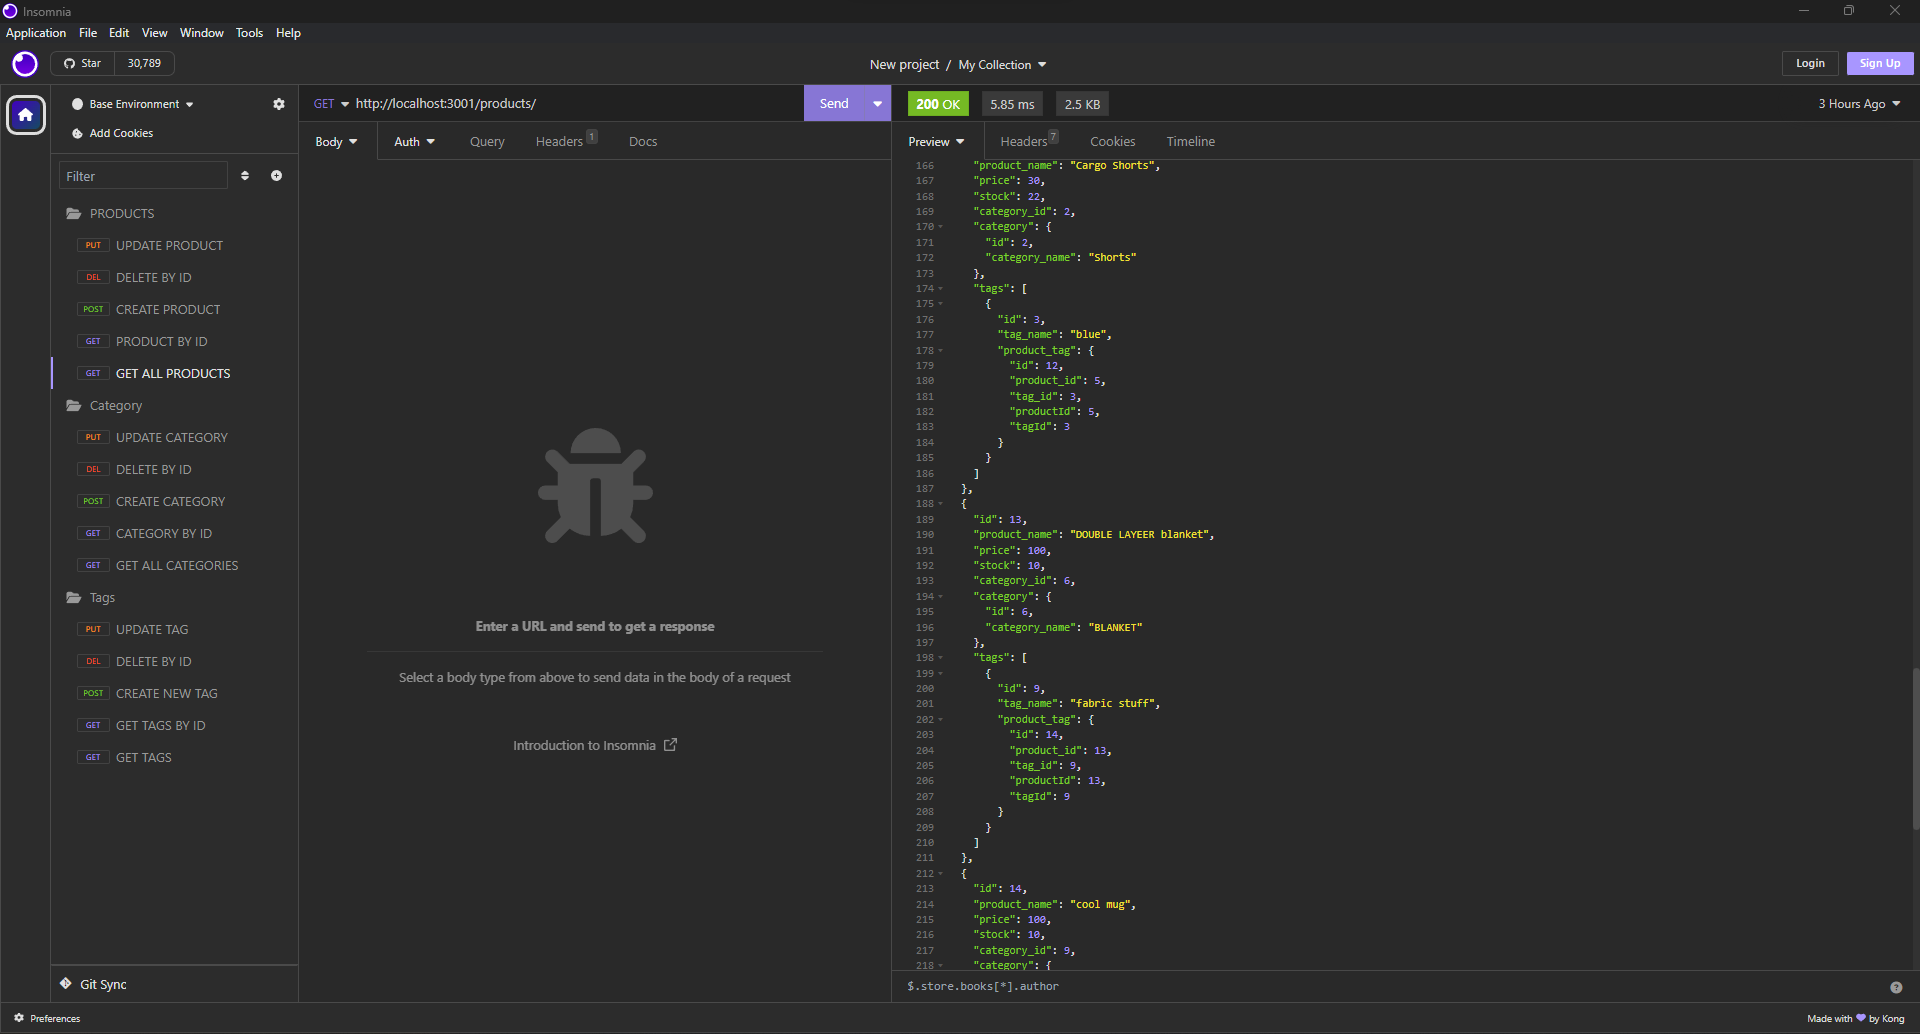 Insomnia
Application File Edit View Window Tools Help
Star 30,789
New project / My Collection
Login Sign Up
Base Environment
Add Cookies
Filter
PRODUCTS
PUT UPDATE PRODUCT
DEL DELETE BY ID
POST CREATE PRODUCT
GET PRODUCT BY ID
GET GET ALL PRODUCTS
Category
PUT UPDATE CATEGORY
DEL DELETE BY ID
POST CREATE CATEGORY
GET CATEGORY BY ID
GET GET ALL CATEGORIES
Tags
PUT UPDATE TAG
DEL DELETE BY ID
POST CREATE NEW TAG
GET GET TAGS BY ID
GET GET TAGS
Git Sync
Preferences
GET http://localhost:3001/products/ Send
Body Auth Query Headers 1 Docs
Enter a URL and send to get a response
Select a body type from above to send data in the body of a request
Introduction to Insomnia
200 OK 5.85 ms 2.5 KB 3 Hours Ago
Preview Headers 7 Cookies Timeline
166 "product_name": "Cargo Shorts",
167 "price": 30,
168 "stock": 22,
169 "category_id": 2,
170 "category": {
171 "id": 2,
172 "category_name": "Shorts"
173 },
174 "tags": [
175 {
176 "id": 3,
177 "tag_name": "blue",
178 "product_tag": {
179 "id": 12,
180 "product_id": 5,
181 "tag_id": 3,
182 "productId": 5,
183 "tagId": 3
184 }
185 }
186 ]
187 },
188 {
189 "id": 13,
190 "product_name": "DOUBLE LAYEER blanket",
191 "price": 100,
192 "stock": 10,
193 "category_id": 6,
194 "category": {
195 "id": 6,
196 "category_name": "BLANKET"
197 },
198 "tags": [
199 {
200 "id": 9,
201 "tag_name": "fabric stuff",
202 "product_tag": {
203 "id": 14,
204 "product_id": 13,
205 "tag_id": 9,
206 "productId": 13,
207 "tagId": 9
208 }
209 }
210 ]
211 },
212 {
213 "id": 14,
214 "product_name": "cool mug",
215 "price": 100,
216 "stock": 10,
217 "category_id": 9,
218 "category": {
$.store.books[*].author
Made with by Kong